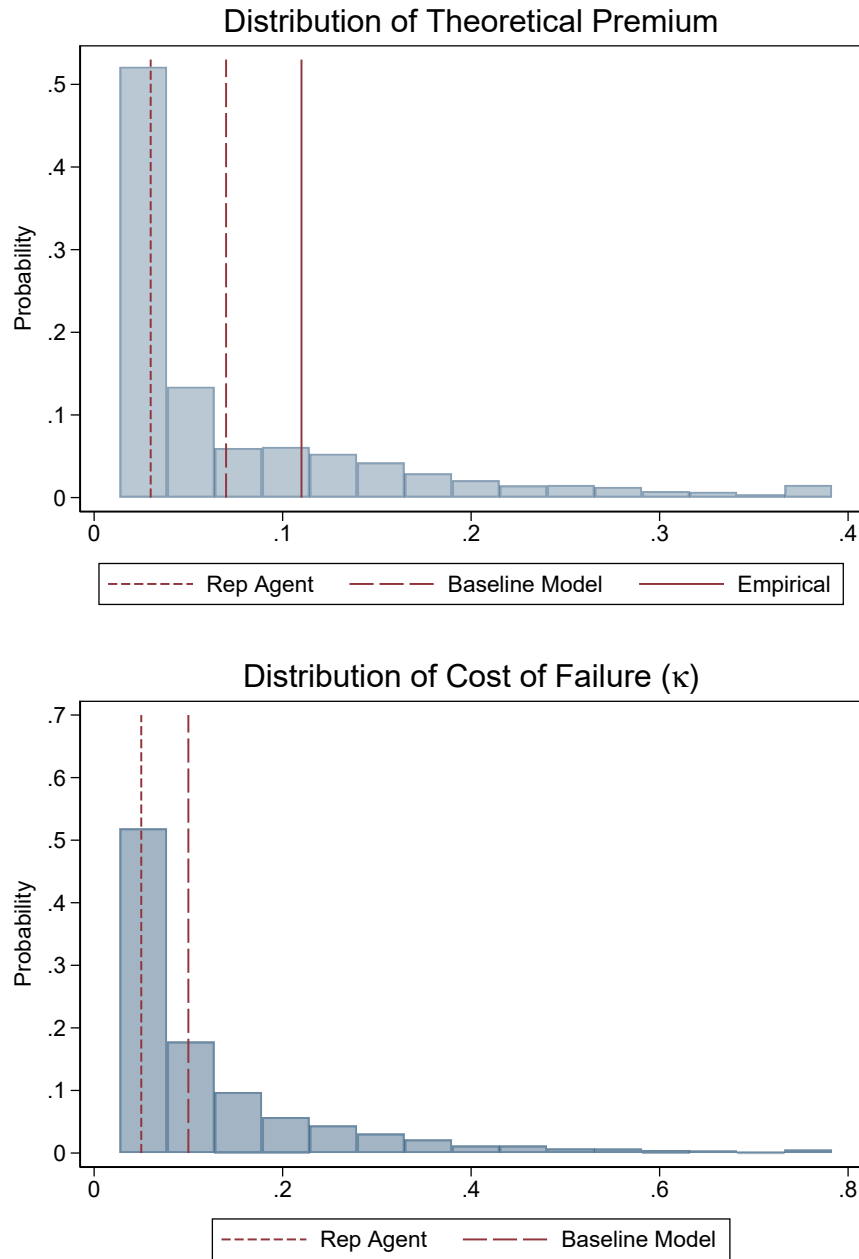 Distribution of Theoretical Premium
Probability
.5
.4
.3
.2
.1
0
0 .1 .2 .3 .4
Rep Agent Baseline Model Empirical
Distribution of Cost of Failure (κ)
Probability
.7
.6
.5
.4
.3
.2
.1
0
0 .2 .4 .6 .8
Rep Agent Baseline Model